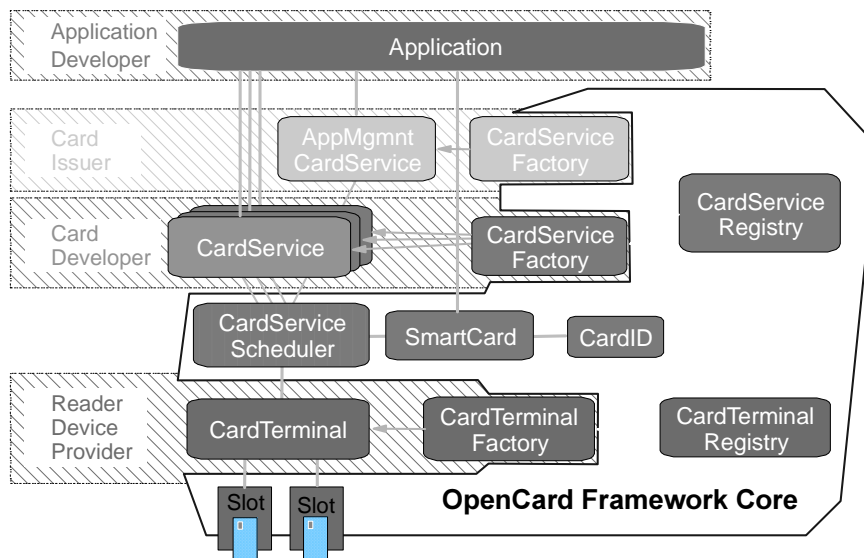 Application
Developer
Application
Card
Issuer
AppMgmnt
CardService
CardService
Factory
CardService
Registry
Card
Developer
CardService
CardService
Factory
CardService
Scheduler
SmartCard
CardID
Reader
Device
Provider
CardTerminal
CardTerminal
Factory
CardTerminal
Registry
Slot
Slot
OpenCard Framework Core